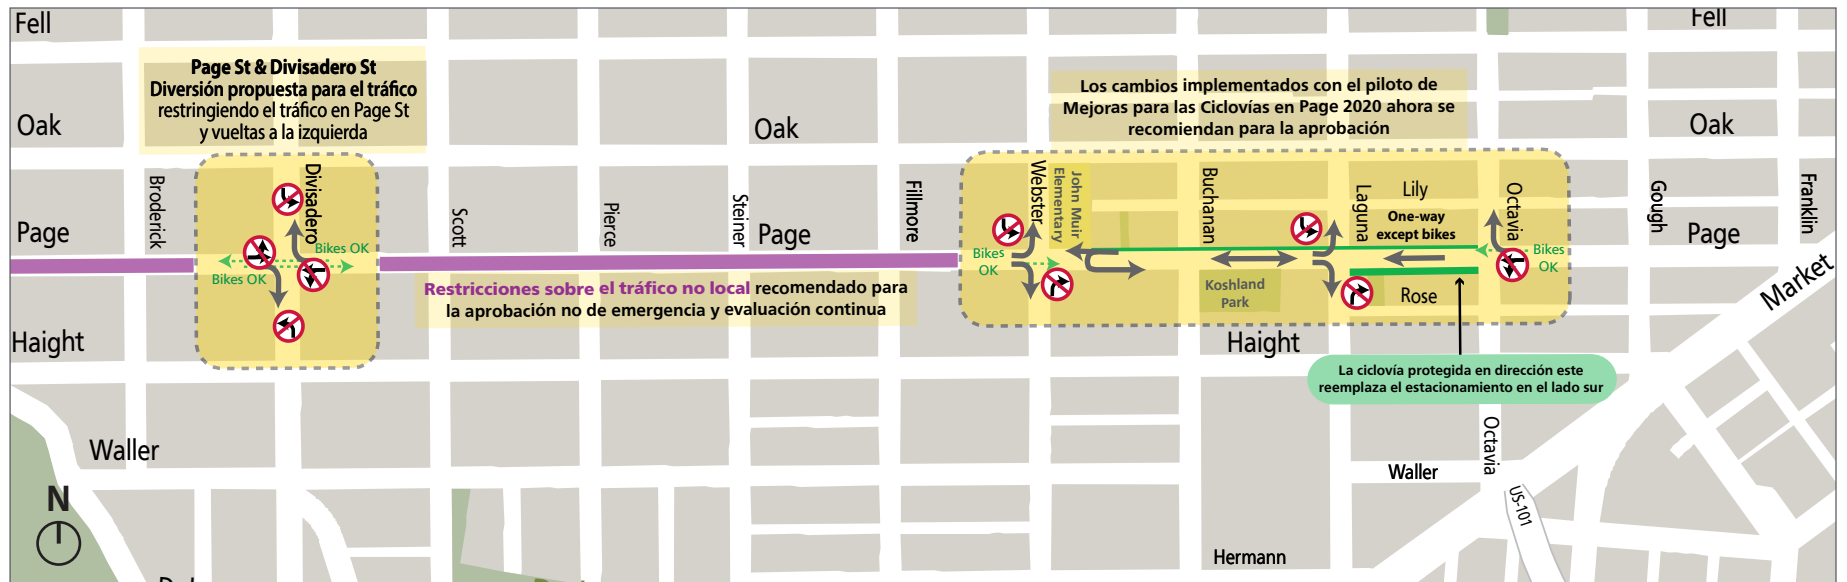 Fell
Fell
Page St & Divisadero St
Diversión propuesta para el tráfico
restringiendo el tráfico en Page St
y vueltas a la izquierda
Los cambios implementados con el piloto de
Mejoras para las Ciclovías en Page 2020 ahora se
recomiendan para la aprobación
Oak
Oak
Oak
Broderick
Divisadero
Scott
Pierce
Steiner
Fillmore
Webster
John Muir
Elementary
Buchanan
Laguna
Lily
One-way
except bikes
Octavia
Gough
Franklin
Page
Page
Page
Bikes OK
Bikes OK
Bikes
OK
Bikes
OK
Koshland
Park
Rose
Market
Restricciones sobre el tráfico no local recomendado para
la aprobación no de emergencia y evaluación continua
Haight
Haight
La ciclovía protegida en dirección este
reemplaza el estacionamiento en el lado sur
Waller
Waller
Octavia
US-101
N
Hermann